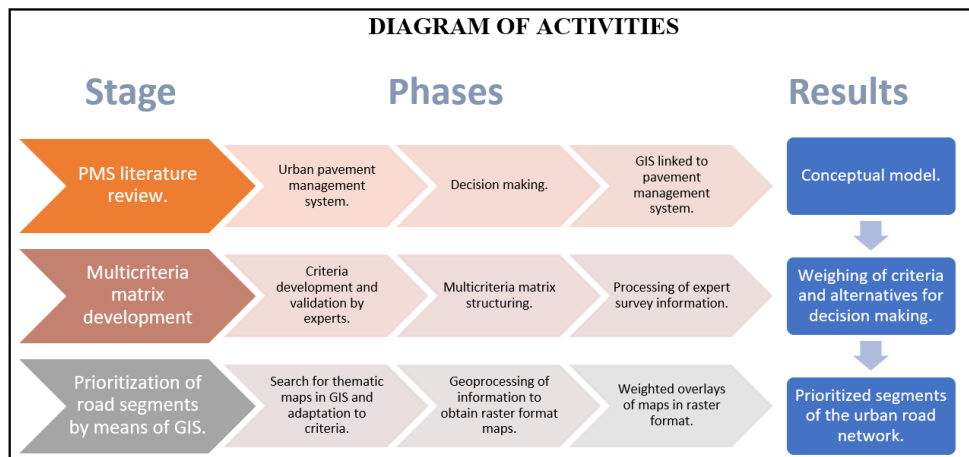 DIAGRAM OF ACTIVITIES
Stage
Phases
Results
PMS literature
review.
Urban pavement
management
system.
Decision making.
GIS linked to
pavement
management
system.
Conceptual model.
Multicriteria
matrix
development
Criteria
development and
validation by
experts.
Multicriteria matrix
structuring.
Processing of expert
survey information.
Weighing of criteria
and alternatives for
decision making.
Prioritization of
road segments
by means of GIS.
Search for thematic
maps in GIS and
adaptation to
criteria.
Geoprocessing of
information to
obtain raster format
maps.
Weighted overlays
of maps in raster
format.
Prioritized segments
of the urban road
network.